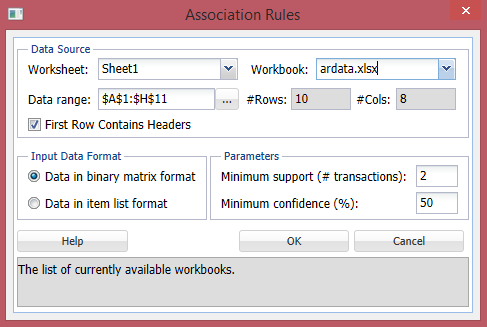 Association Rules
Data Source
Worksheet: Sheet1 Workbook: ardata.xlsx
Data range: $A$1:$H$11 ... #Rows: 10 #Cols: 8
First Row Contains Headers
Input Data Format Parameters
Data in binary matrix format Minimum support (# transactions): 2
Data in item list format Minimum confidence (%): 50
Help OK Cancel
The list of currently available workbooks.